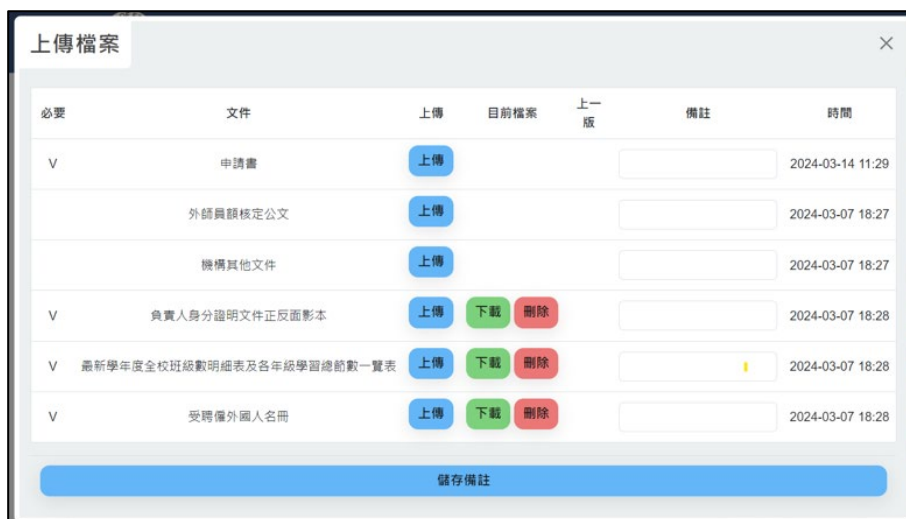 上傳檔案 ×
必要 文件 上傳 目前檔案 上一版 備註 時間
V 申請書 上傳 2024-03-14 11:29
外師員額核定公文 上傳 2024-03-07 18:27
機構其他文件 上傳 2024-03-07 18:27
V 負責人身分證明文件正反面影本 上傳 下載 刪除 2024-03-07 18:28
V 最新學年度全校班級數明細表及各年級學習總節數一覽表 上傳 下載 刪除 2024-03-07 18:28
V 受聘僱外國人名冊 上傳 下載 刪除 2024-03-07 18:28
儲存備註